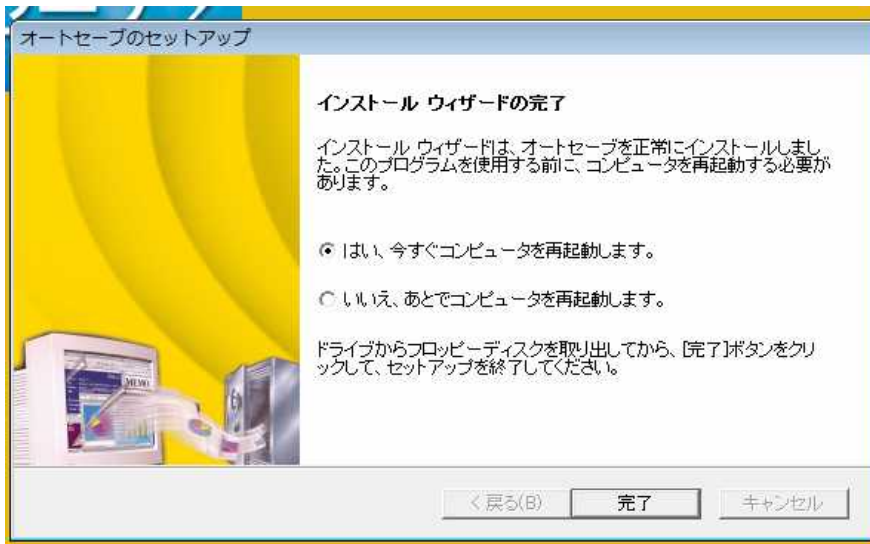 オートセーブのセットアップ
インストール ウィザードの完了
インストール ウィザードは、オートセーブを正常にインストールしまし
た。このプログラムを使用する前に、コンピュータを再起動する必要が
あります。
はい、今すぐコンピュータを再起動します。
いいえ、あとでコンピュータを再起動します。
ドライブからフロッピーディスクを取り出してから、[完了]ボタンをクリ
ックして、セットアップを終了してください。
MEMO
< 戻る(B)
完了
キャンセル